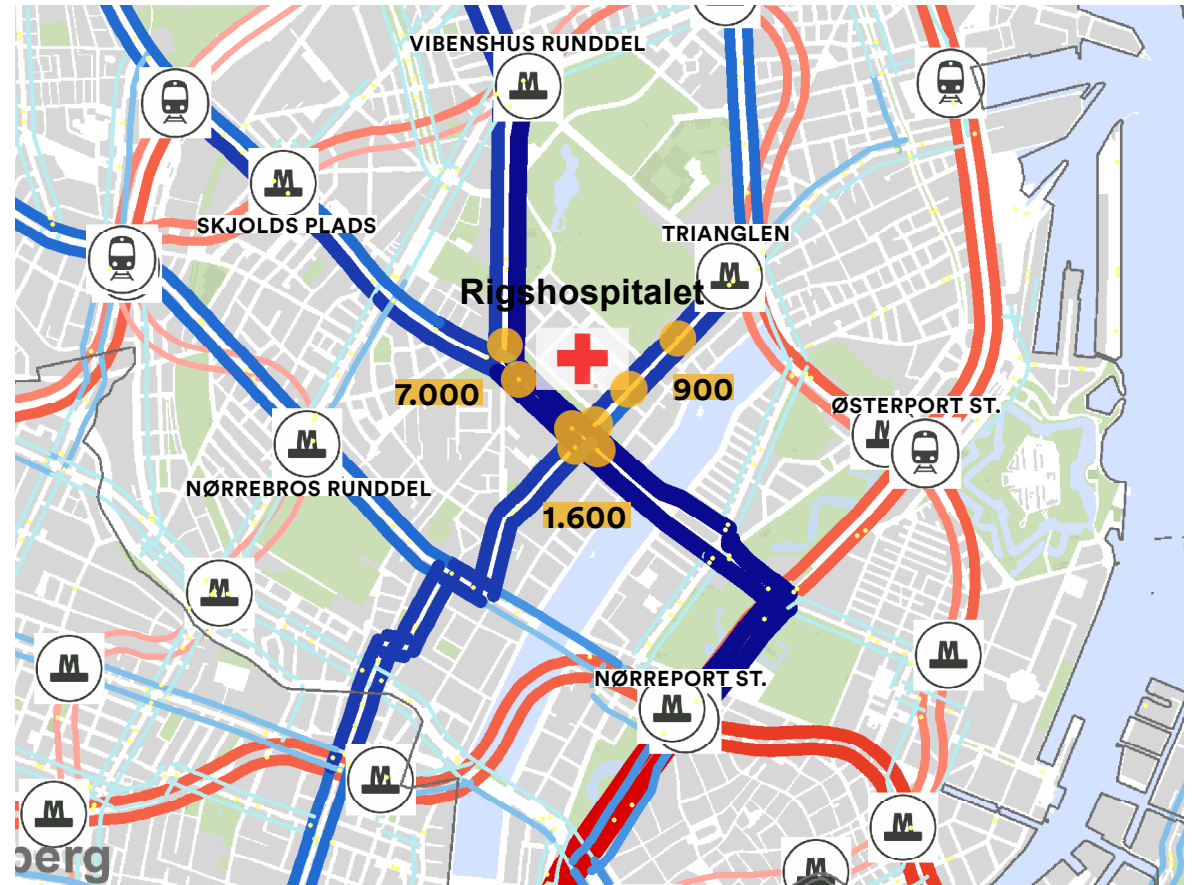 VIBENSHUS RUNDDEL
M
M
SKJOLDS PLADS
TRIANGLEN
M
Rigshospitalet
7.000
900
ØSTERPORT ST.
M
M
NØRREBROS RUNDDEL
1.600
M
M
M
NØRREPORT ST.
M
M
M
M
M
berg